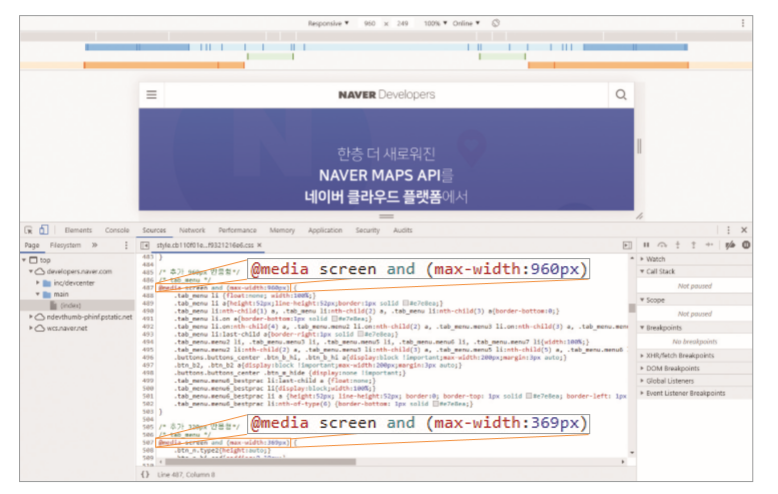 Responsive ▼ 960 x 249 100% ▼ Online ▼
NAVER Developers
한층 더 새로워진
NAVER MAPS API를
네이버 클라우드 플랫폼에서
Elements Console Sources Network Performance Memory Application Security Audits
Page Filesystem »
style.cb110f01e...f9321216e6.css ×
top
developers.naver.com
inc/devcenter
main
(index)
ndevthumb-phinf.pstatic.net
wcs.naver.net
483 }
484
485 /* 추가 960px 반응형*/
486 /* tab_menu */
@media screen and (max-width:960px)
487 @media screen and (max-width:960px) {
488 .tab_menu li {float:none; width:100%;}
489 .tab_menu li a{height:52px;line-height:52px;border:1px solid #e7e8ea;}
490 .tab_menu li:nth-child(1) a, .tab_menu li:nth-child(2) a, .tab_menu li:nth-child(3) a{border-bottom:0;}
491 .tab_menu li.on a{border-bottom:1px solid #e7e8ea;}
492 .tab_menu li.on:nth-child(4) a, .tab_menu.menu2 li.on:nth-child(2) a, .tab_menu.menu3 li.on:nth-child(3) a, .tab_menu.men
493 .tab_menu li:last-child a{border-right:1px solid #e7e8ea;}
494 .tab_menu.menu2 li, .tab_menu.menu3 li, .tab_menu.menu5 li, .tab_menu.menu6 li, .tab_menu.menu7 li{width:100%;}
495 .tab_menu.menu2 li:nth-child(2) a, .tab_menu.menu3 li:nth-child(3) a, .tab_menu.menu5 li:nth-child(5) a, .tab_menu.menu6
496 .buttons.buttons_center .btn_b_hi, .btn_b_hi a{display:block !important;max-width:200px;margin:3px auto;}
497 .btn_b2, .btn_b2 a{display:block !important;max-width:200px;margin:3px auto;}
498 .buttons.buttons_center .btn_m_hide {display:none !important;}
499 .tab_menu.menu6_bestprac li:last-child a {float:none;}
500 .tab_menu.menu6_bestprac li{display:block;width:100%;}
501 .tab_menu.menu6_bestprac li a {height:52px; line-height:52px; border:0; border-top: 1px solid #e7e8ea; border-left: 1px
502 .tab_menu.menu6_bestprac li:nth-of-type(6) {border-bottom: 1px solid #e7e8ea;}
503 }
504
505 /* 추가 320px 반응형*/
506 /* tab_menu */
@media screen and (max-width:369px)
507 @media screen and (max-width:369px) {
508 .btn_n.type2{height:auto;}
509
510
{} Line 487, Column 8
Watch
Call Stack
Not paused
Scope
Not paused
Breakpoints
No breakpoints
XHR/fetch Breakpoints
DOM Breakpoints
Global Listeners
Event Listener Breakpoints